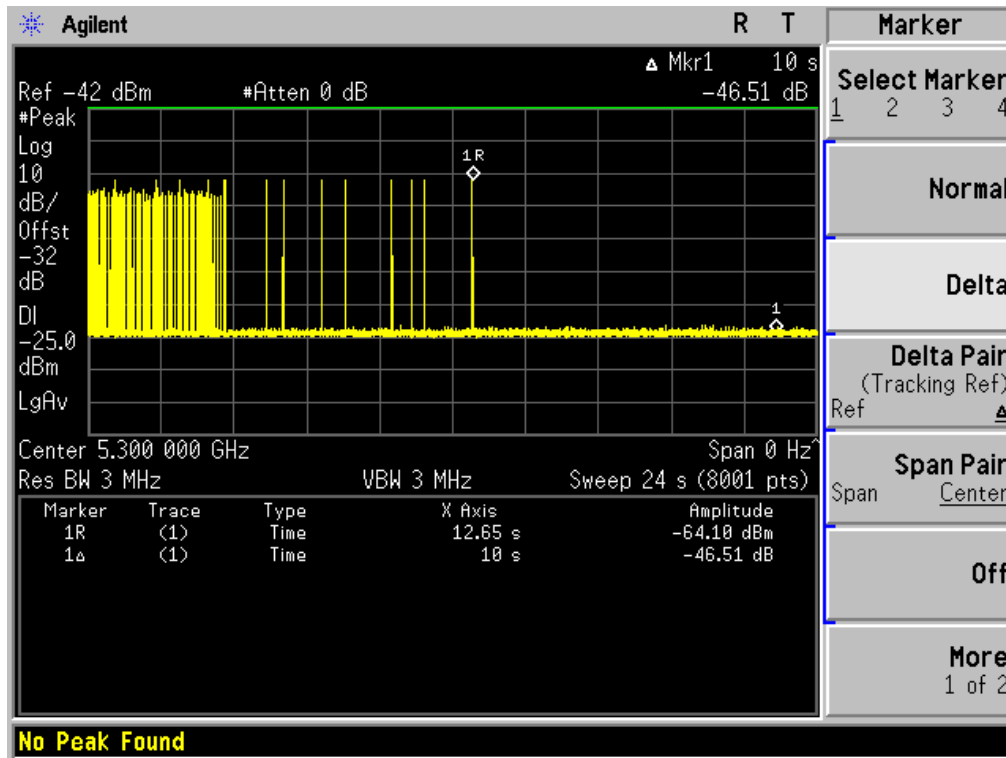 Agilent R T
Δ Mkr1 10 s
Ref -42 dBm #Atten 0 dB -46.51 dB
#Peak
Log
10
dB/
Offst
-32
dB
DI
-25.0
dBm
LgAv
1R
1
Center 5.300 000 GHz Span 0 Hz^
Res BW 3 MHz VBW 3 MHz Sweep 24 s (8001 pts)
Marker Trace Type X Axis Amplitude
1R (1) Time 12.65 s -64.10 dBm
1Δ (1) Time 10 s -46.51 dB
No Peak Found
Marker
Select Marker
1 2 3 4
Normal
Delta
Delta Pair
(Tracking Ref)
Ref Δ
Span Pair
Span Center
Off
More
1 of 2